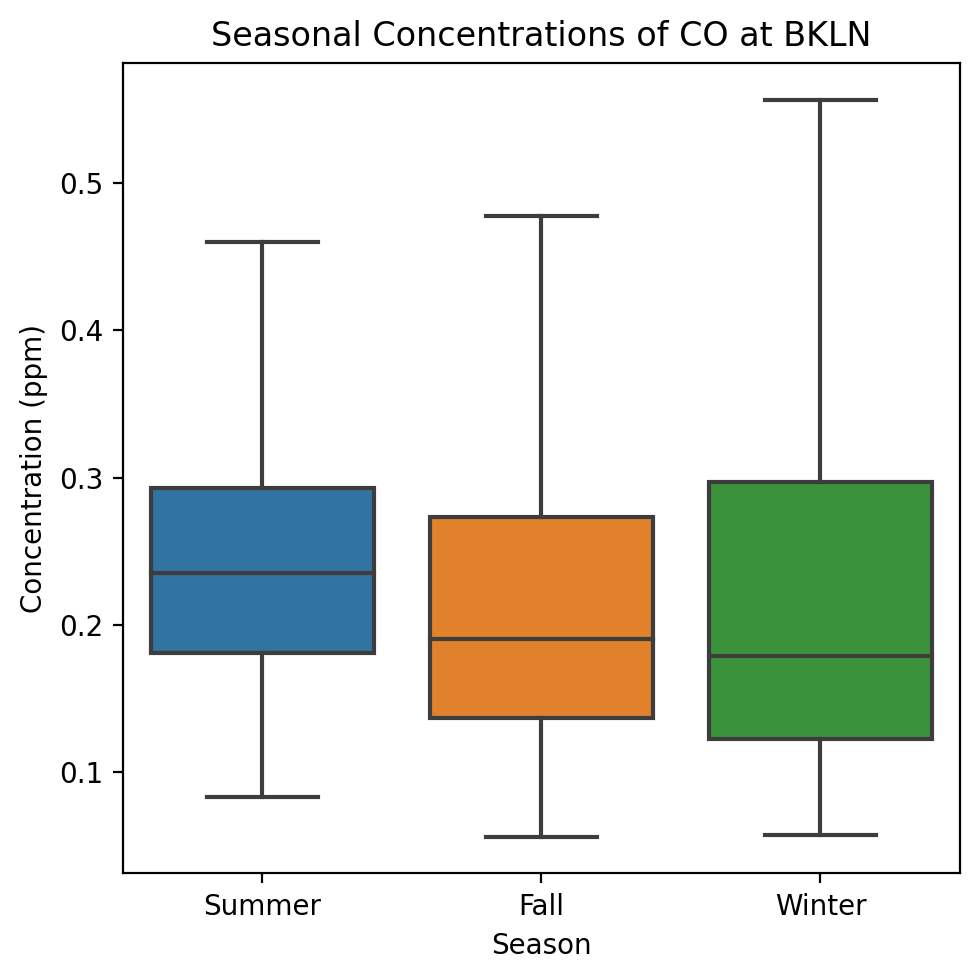 Seasonal Concentrations of CO at BKLN
Concentration (ppm)
0.5
0.4
0.3
0.2
0.1
Summer
Fall
Winter
Season